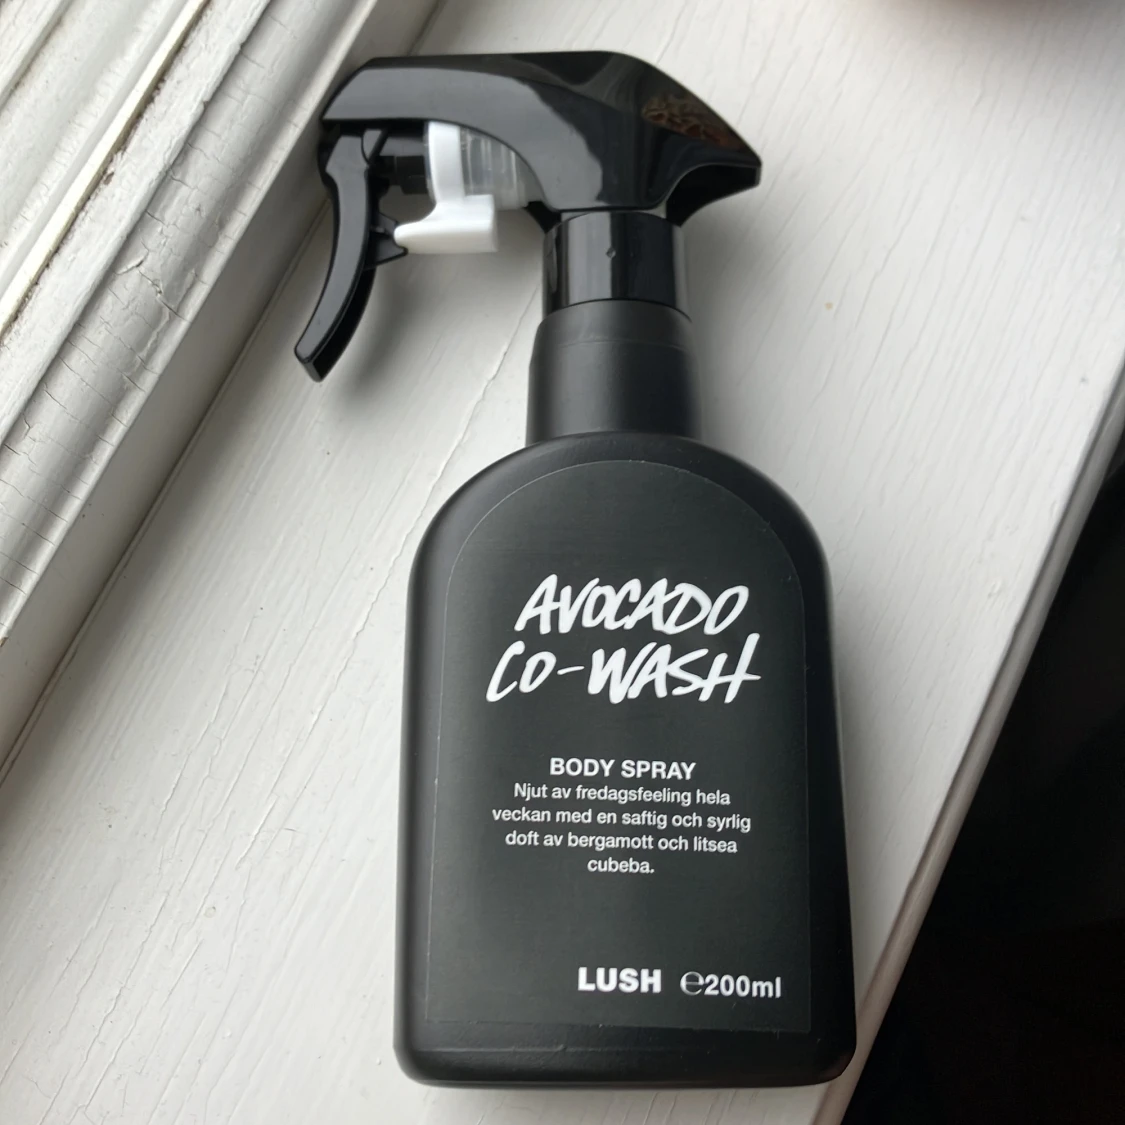 AVOCADO
CO-WASH
BODY SPRAY
Njut av fredagsfeeling hela
veckan med en saftig och syrlig
doft av bergamott och litsea
cubeba.
LUSH ℮200ml